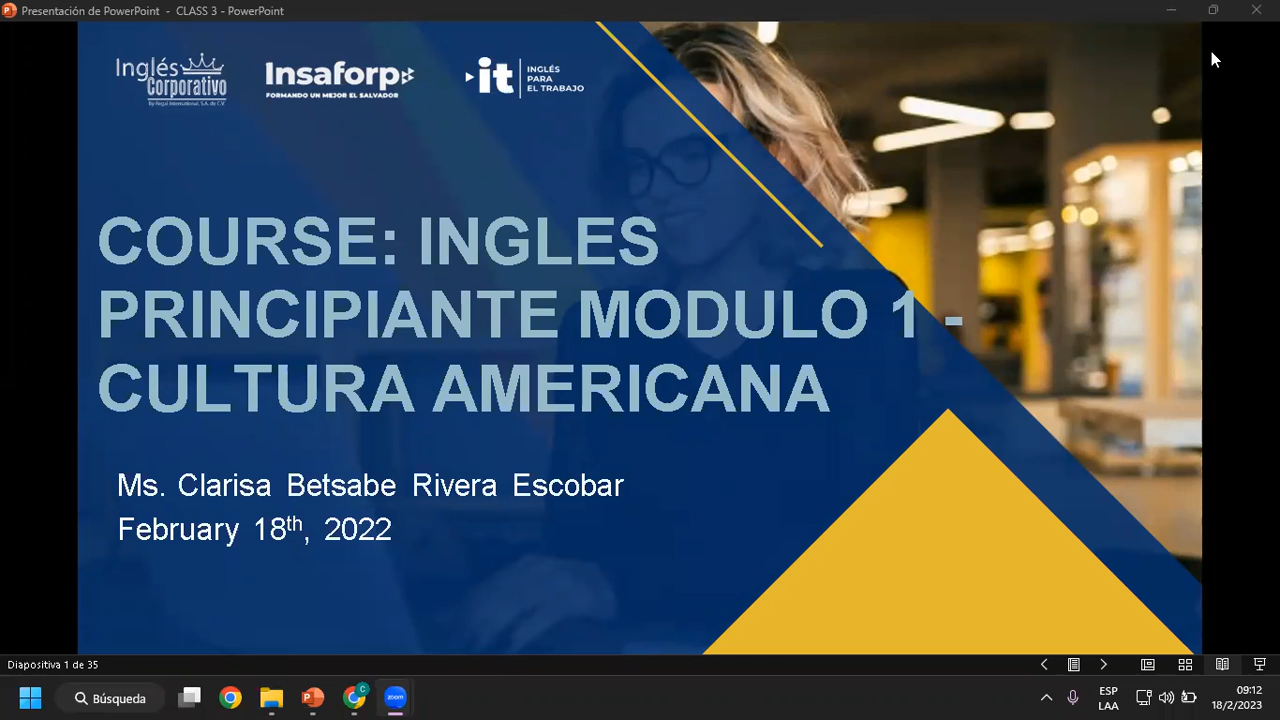 Presentación de PowerPoint - CLASS 3 - PowerPoint
Inglés
Corporativo
By Regal International, S.A. de C.V.
Insaforp
FORMANDO UN MEJOR EL SALVADOR
it
INGLÉS
PARA
EL TRABAJO
COURSE: INGLES
PRINCIPIANTE MODULO 1 -
CULTURA AMERICANA
Ms. Clarisa Betsabe Rivera Escobar
February 18th, 2022
Diapositiva 1 de 35
Búsqueda
zoom
C
ESP
LAA
09:12
18/2/2023